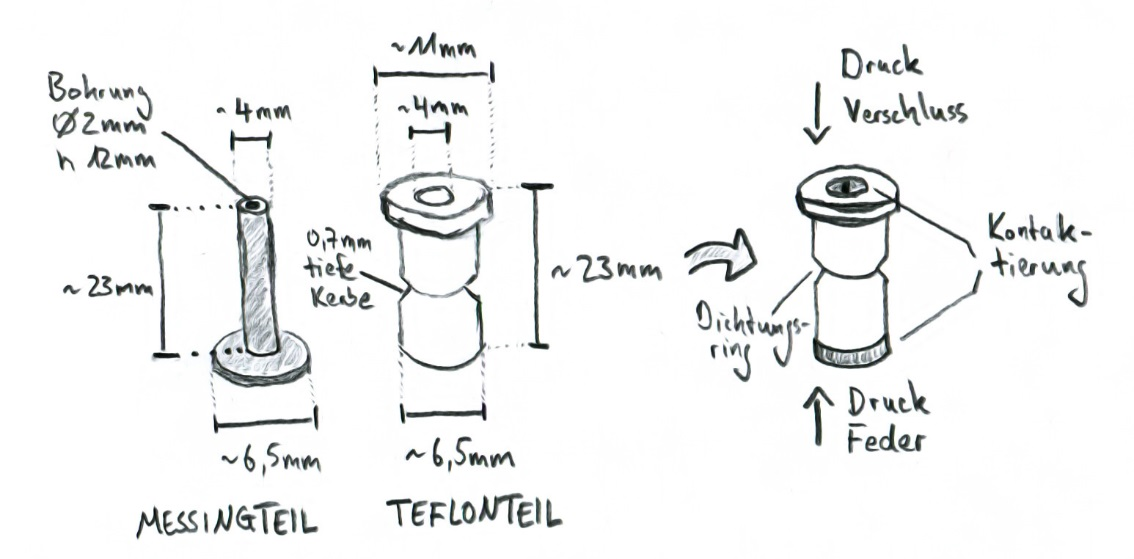 Bohrung
Ø2mm
h 12mm
~4mm
~23mm
~6,5mm
MESSINGTEIL
~11mm
~4mm
0,7mm
tiefe
Kerbe
~23mm
~6,5mm
TEFLONTEIL
Druck
Verschluss
Kontak-
tierung
Dichtungs-
ring
Druck
Feder